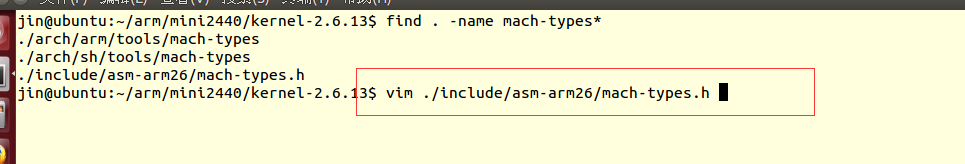 jin@ubuntu:~/arm/mini2440/kernel-2.6.13$ find . -name mach-types*
./arch/arm/tools/mach-types
./arch/sh/tools/mach-types
./include/asm-arm26/mach-types.h
jin@ubuntu:~/arm/mini2440/kernel-2.6.13$ vim ./include/asm-arm26/mach-types.h